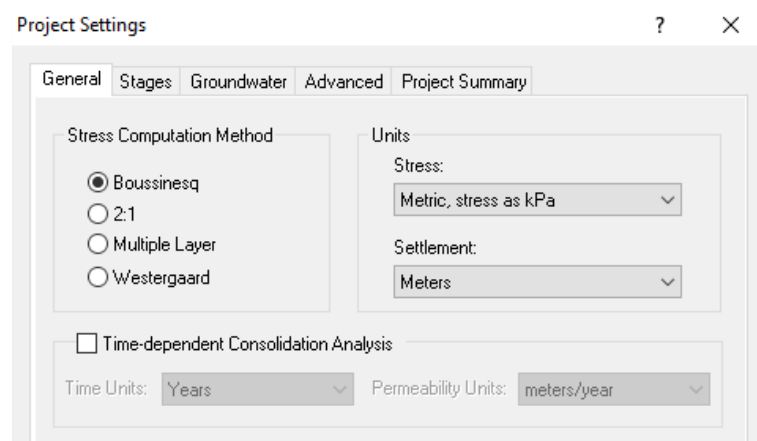 Project Settings ?
General Stages Groundwater Advanced Project Summary
Stress Computation Method
Boussinesq
2:1
Multiple Layer
Westergaard
Units
Stress:
Metric, stress as kPa
Settlement:
Meters
Time-dependent Consolidation Analysis
Time Units: Years Permeability Units: meters/year